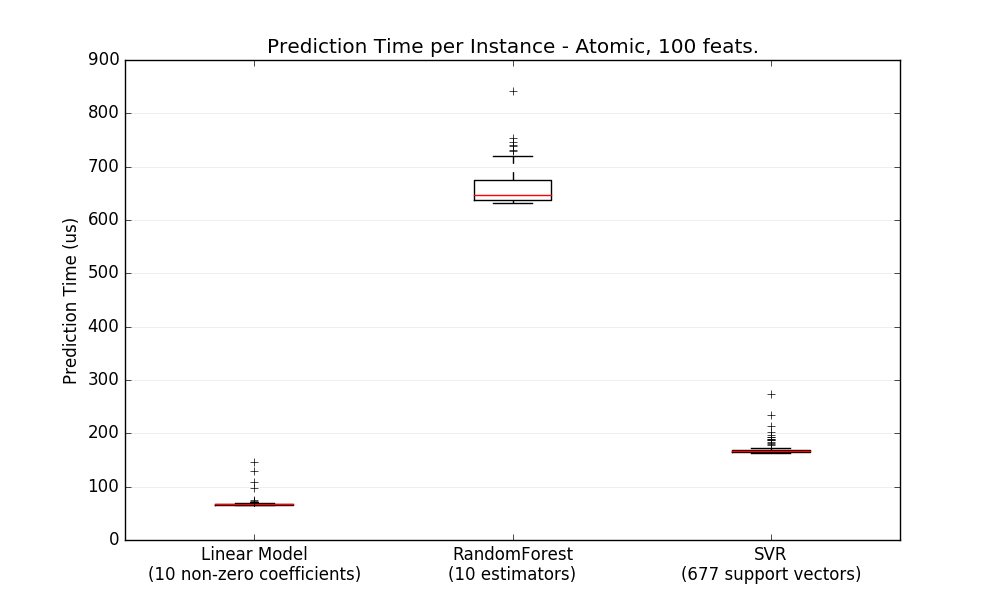 Prediction Time per Instance - Atomic, 100 feats.
900
800
700
600
500
400
300
200
100
0
Prediction Time (us)
Linear Model
(10 non-zero coefficients)
RandomForest
(10 estimators)
SVR
(677 support vectors)